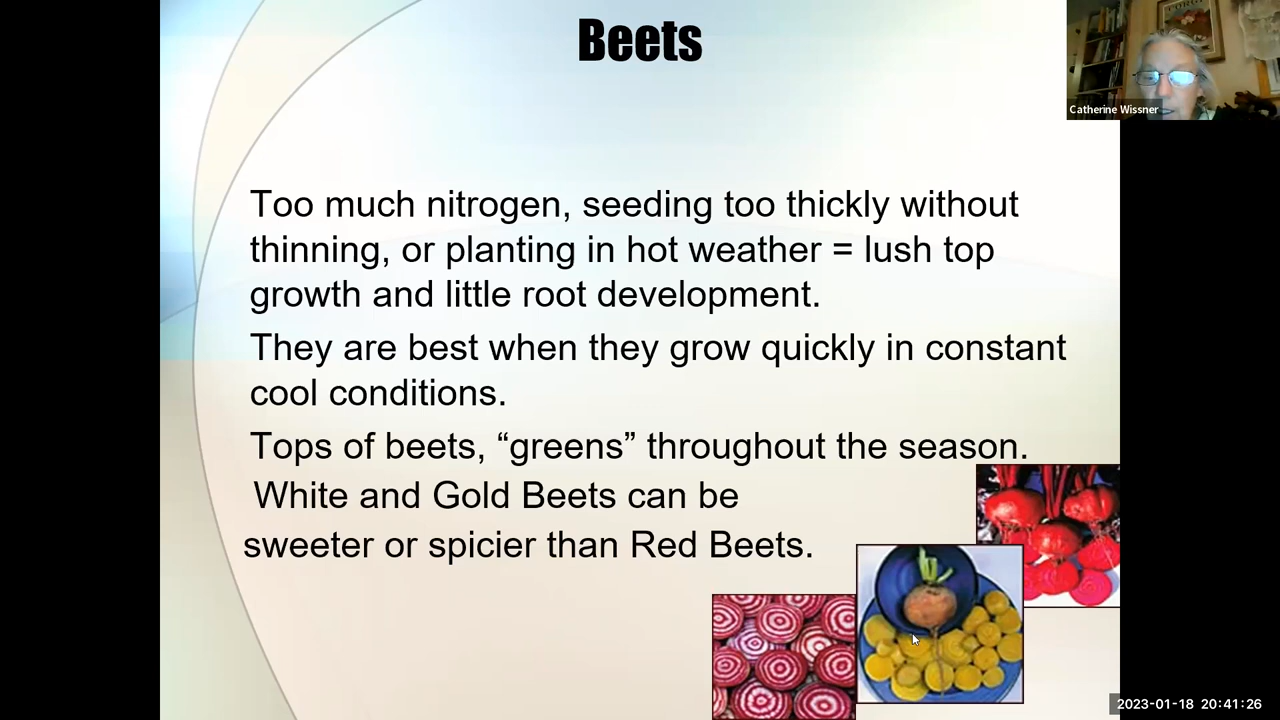 Beets
CORGI
Catherine Wissner
Too much nitrogen, seeding too thickly without
thinning, or planting in hot weather = lush top
growth and little root development.
They are best when they grow quickly in constant
cool conditions.
Tops of beets, “greens” throughout the season.
White and Gold Beets can be
sweeter or spicier than Red Beets.
2023-01-18 20:41:26